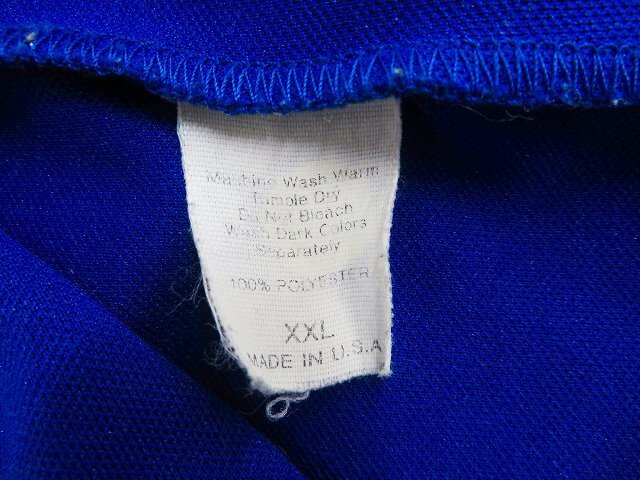 Machine Wash Warm
Tumble Dry
Do Not Bleach
Wash Dark Colors
Separately
100% POLYESTER
XXL
MADE IN U.S.A